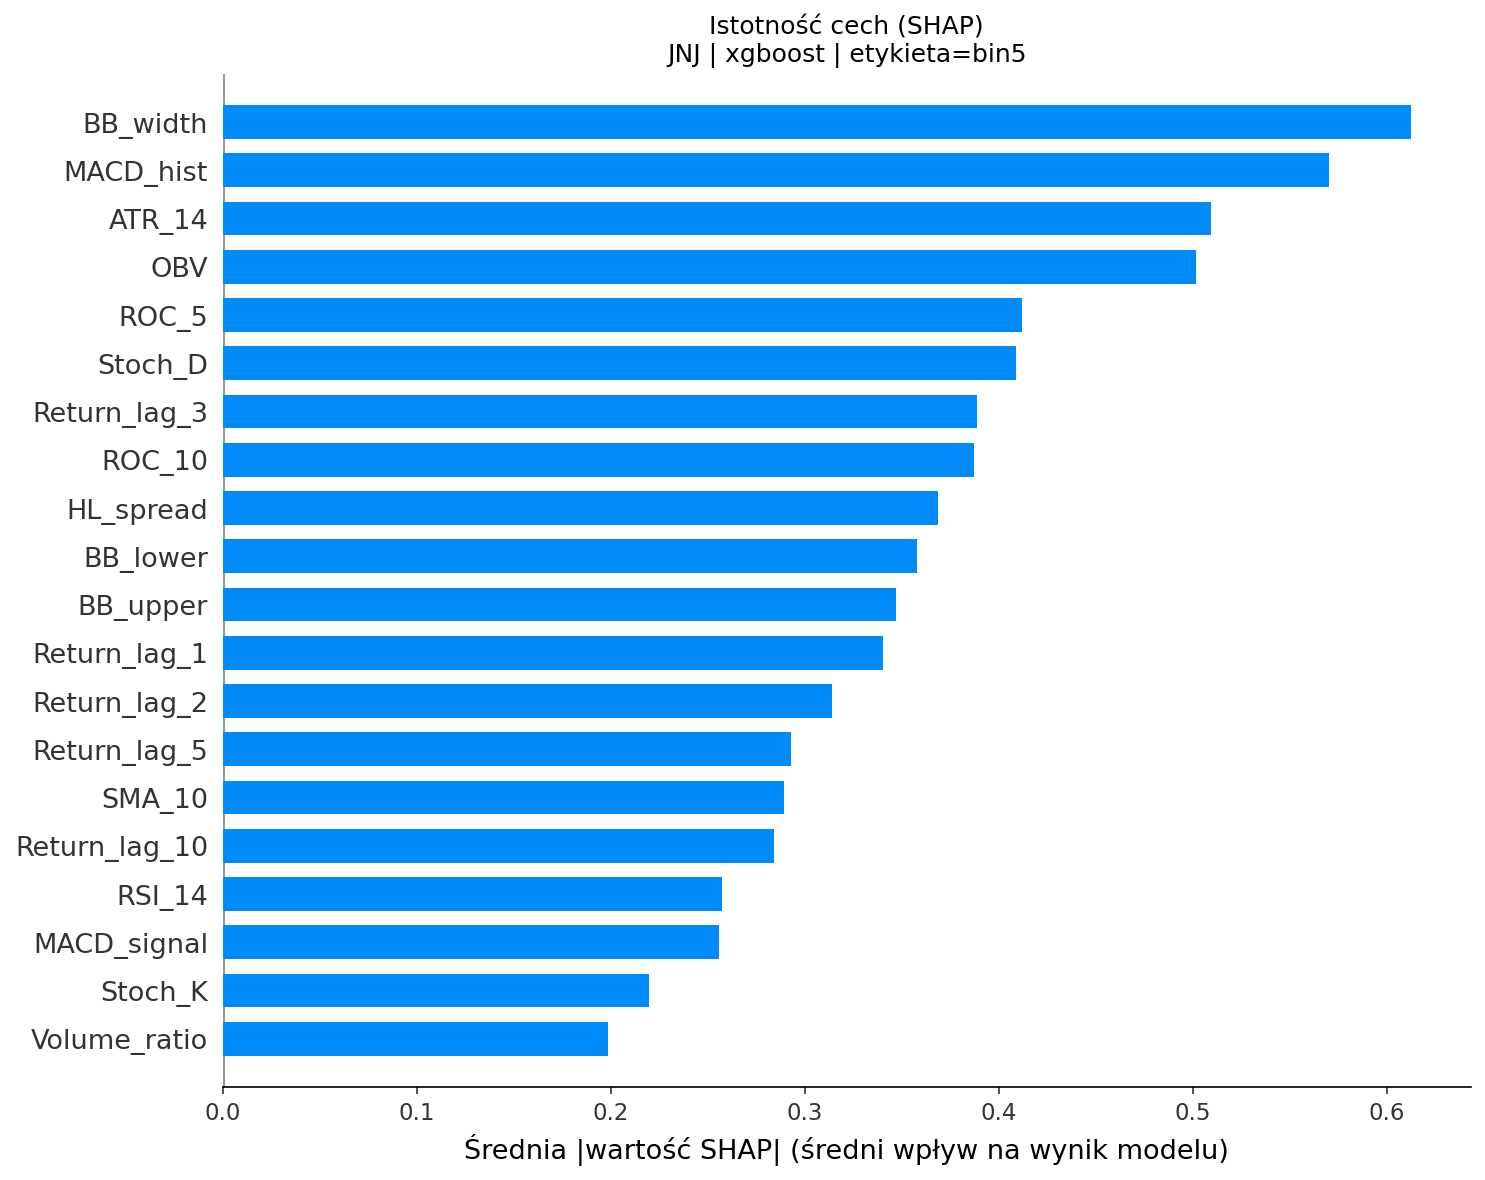 Istotność cech (SHAP)
JNJ | xgboost | etykieta=bin5
BB_width
MACD_hist
ATR_14
OBV
ROC_5
Stoch_D
Return_lag_3
ROC_10
HL_spread
BB_lower
BB_upper
Return_lag_1
Return_lag_2
Return_lag_5
SMA_10
Return_lag_10
RSI_14
MACD_signal
Stoch_K
Volume_ratio
0.0 0.1 0.2 0.3 0.4 0.5 0.6
Średnia |wartość SHAP| (średni wpływ na wynik modelu)